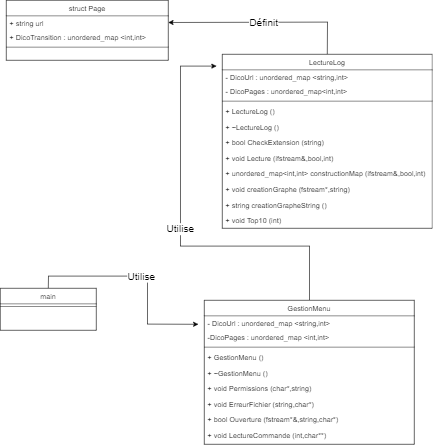 struct Page
+ string url
+ DicoTransition : unordered_map <int,int>
Définit
LectureLog
- DicoUrl : unordered_map <string,int>
- DicoPages : unordered_map<int,int>
+ LectureLog ()
+ ~LectureLog ()
+ bool CheckExtension (string)
+ void Lecture (ifstream&,bool,int)
+ unordered_map<int,int> constructionMap (ifstream&,bool,int)
+ void creationGraphe (fstream*,string)
+ string creationGrapheString ()
+ void Top10 (int)
Utilise
Utilise
main
GestionMenu
- DicoUrl : unordered_map <string,int>
-DicoPages : unordered_map <int,int>
+ GestionMenu ()
+ ~GestionMenu ()
+ void Permissions (char*,string)
+ void ErreurFichier (string,char*)
+ bool Ouverture (fstream*&,string,char*)
+ void LectureCommande (int,char**)